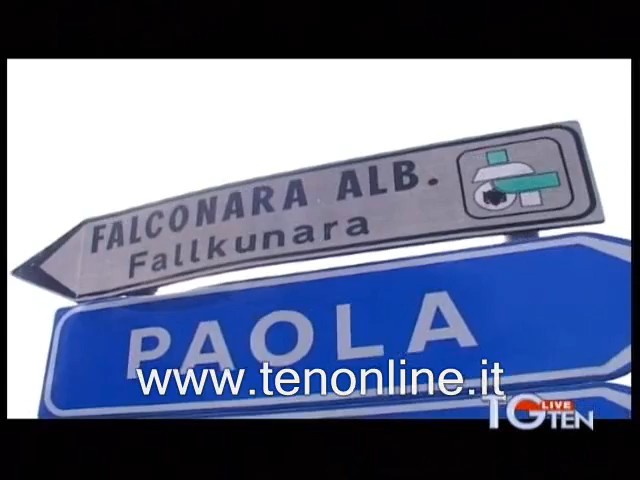 FALCONARA ALB.
Fallkunara
PAOLA
www.tenonline.it
TG LIVE TEN